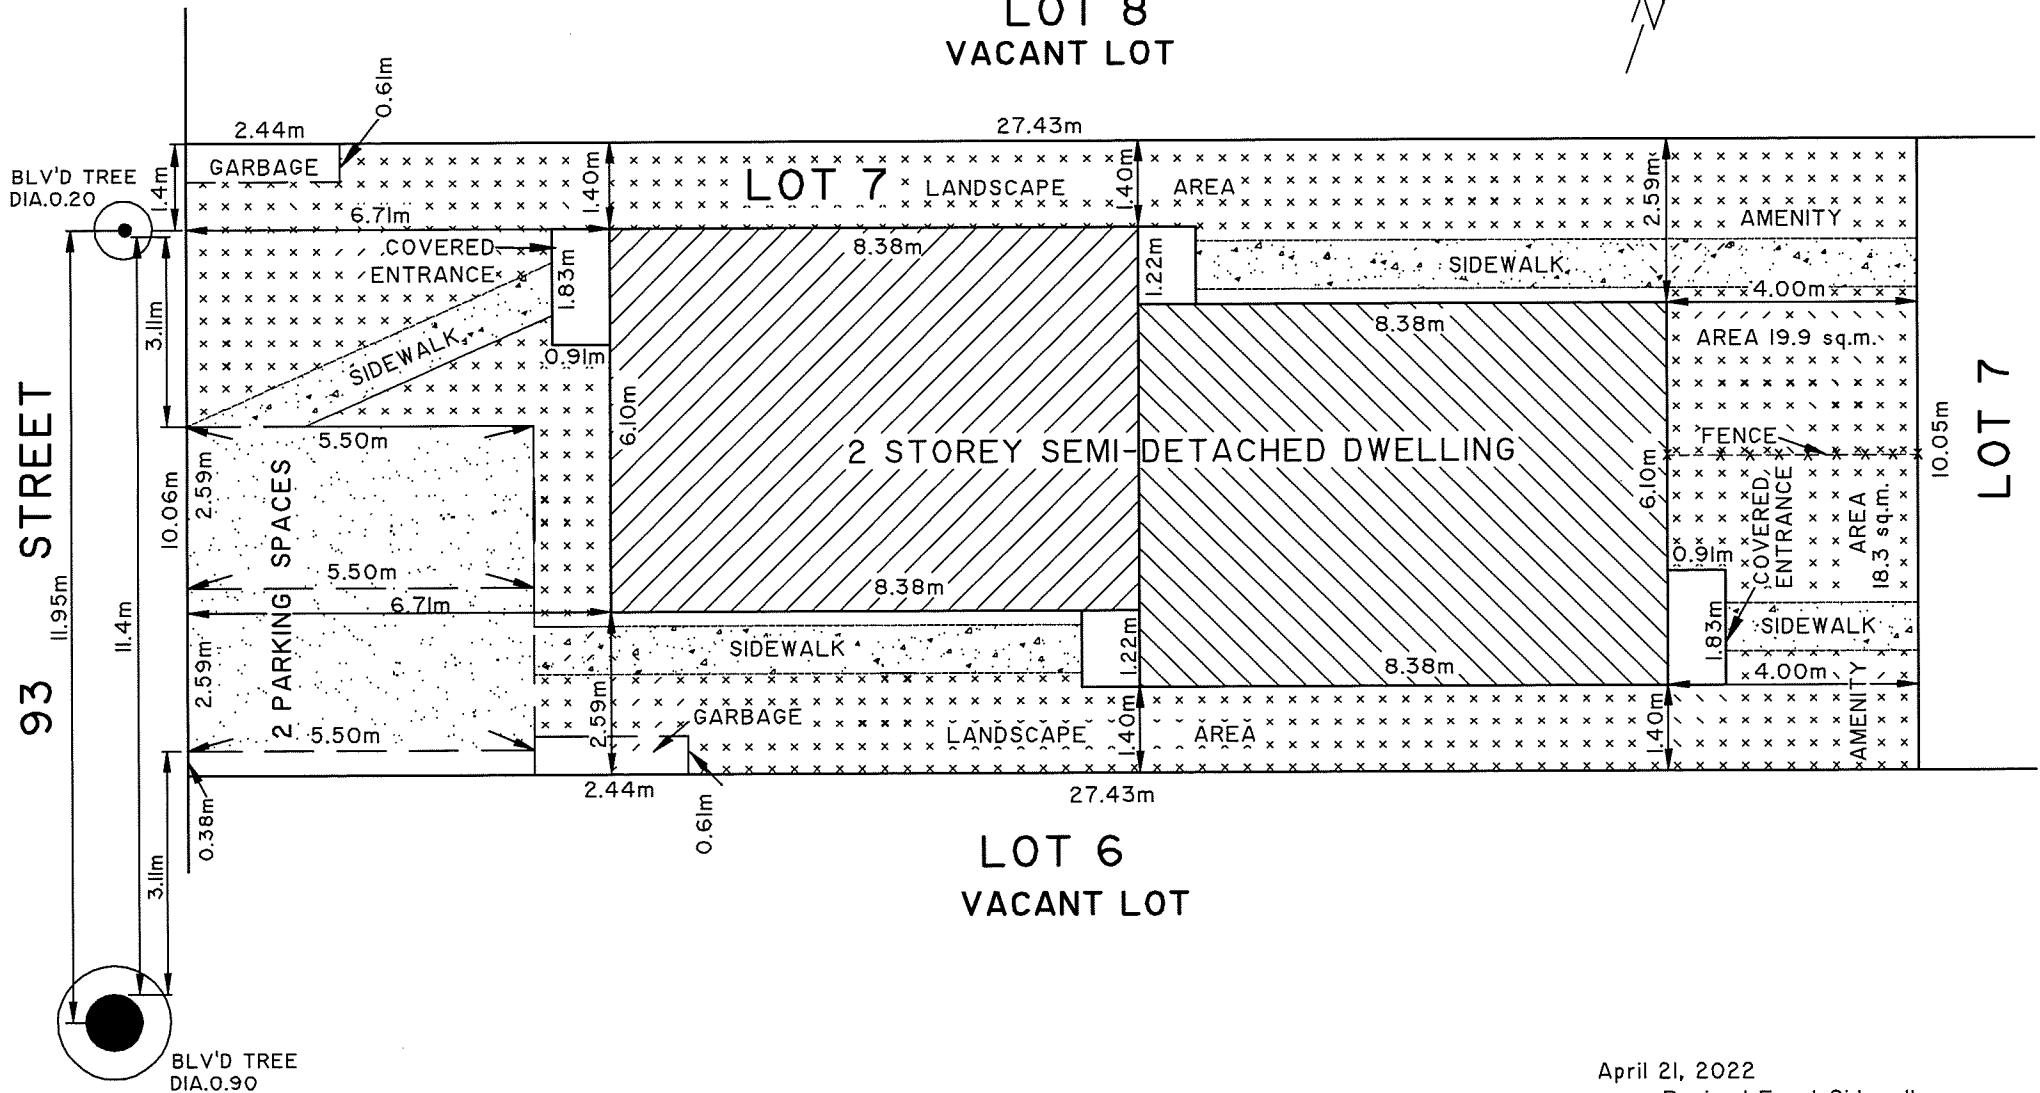 LOT 8
VACANT LOT
N
0.61m
2.44m
27.43m
GARBAGE
BLV'D TREE
DIA.0.20
1.4m
1.40m
LOT 7
LANDSCAPE
1.40m
AREA
2.59m
AMENITY
6.71m
COVERED
ENTRANCE
1.83m
8.38m
1.22m
SIDEWALK
4.00m
3.11m
SIDEWALK
0.91m
8.38m
AREA 19.9 sq.m.
93 STREET
5.50m
6.10m
2 STOREY SEMI-DETACHED DWELLING
FENCE
10.05m
LOT 7
2.59m
10.06m
2 PARKING SPACES
6.10m
COVERED
ENTRANCE
AREA
18.3 sq.m.
5.50m
8.38m
0.91m
11.95m
11.4m
6.71m
SIDEWALK
1.22m
1.83m
SIDEWALK
2.59m
8.38m
4.00m
2.59m
GARBAGE
5.50m
LANDSCAPE
1.40m
AREA
1.40m
AMENITY
2.44m
27.43m
0.38m
0.61m
3.11m
LOT 6
VACANT LOT
BLV'D TREE
DIA.0.90
April 21, 2022